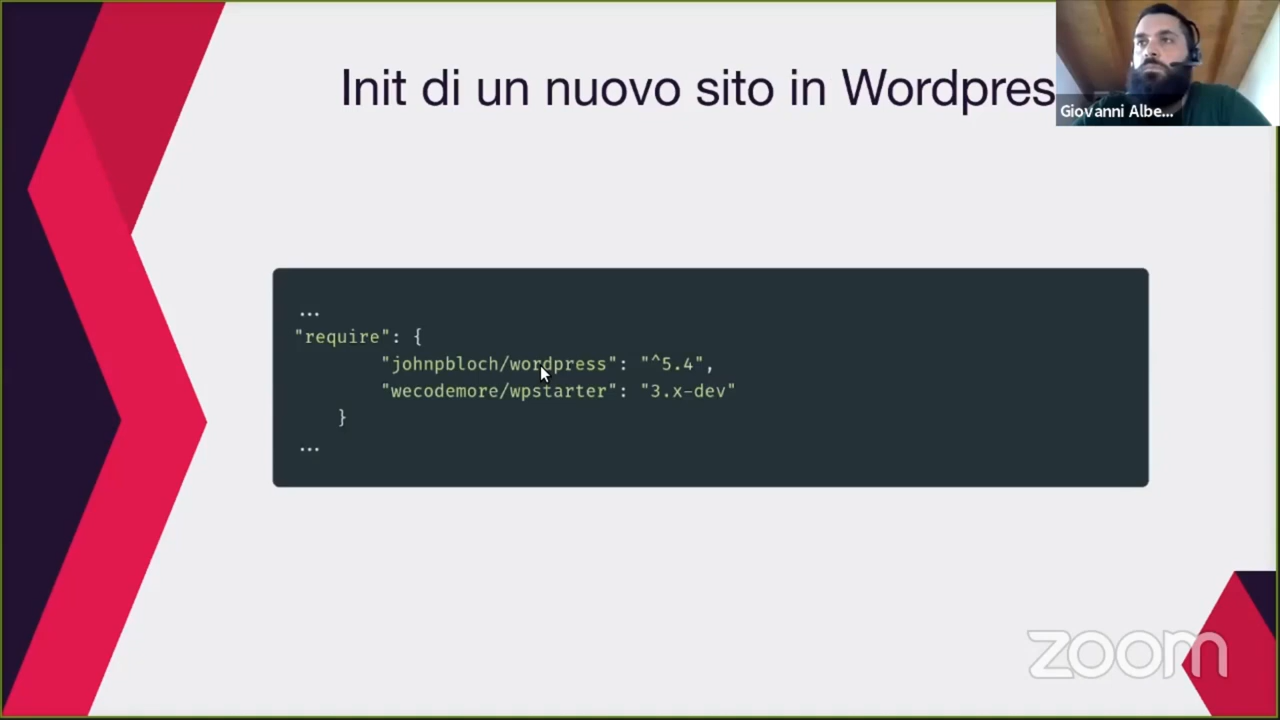 Init di un nuovo sito in Wordpres
Giovanni Albe...
...
"require": {
"johnpbloch/wordpress": "^5.4",
"wecodemore/wpstarter": "3.x-dev"
}
...
zoom